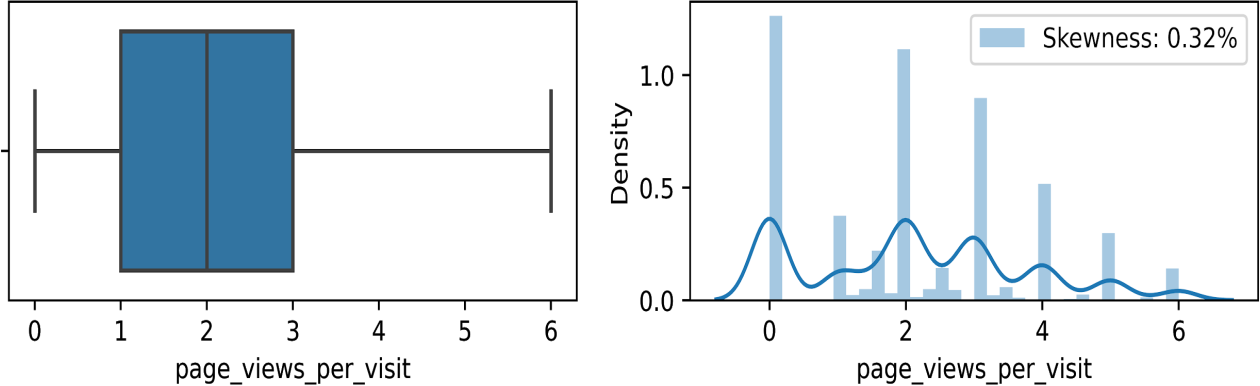 0 1 2 3 4 5 6
page_views_per_visit
Skewness: 0.32%
1.0
0.5
0.0
Density
0 2 4 6
page_views_per_visit